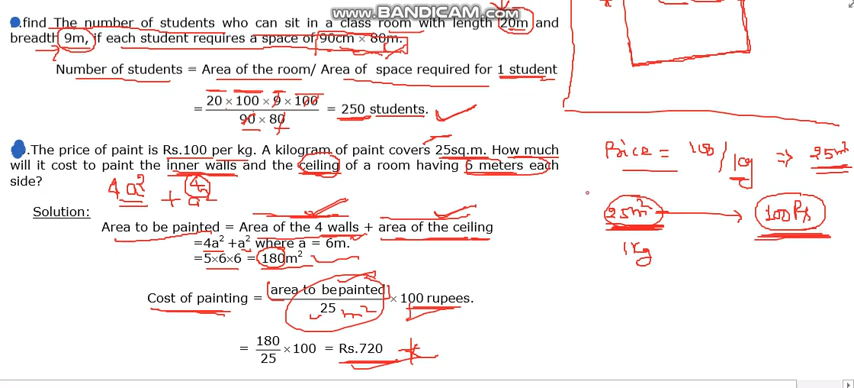 www.BANDICAM.com
find The number of students who can sit in a class room with length 20m and
breadth 9m, if each student requires a space of 90cm × 80m.
Number of students = Area of the room/ Area of space required for 1 student
= 20 × 100 × 9 × 100 / 90 × 80 = 250 students.
.The price of paint is Rs.100 per kg. A kilogram of paint covers 25sq.m. How much
will it cost to paint the inner walls and the ceiling of a room having 6 meters each
side?
4a² +
Solution:
Area to be painted = Area of the 4 walls + area of the ceiling
=4a² +a² where a = 6m.
=5×6×6 = 180m²
Cost of painting = [area to be painted] / 25 m² × 100 rupees.
= 180/25 ×100 = Rs.720
Price = 100 / 1kg ⇒ 25m²
25m² → 100Rs
1kg